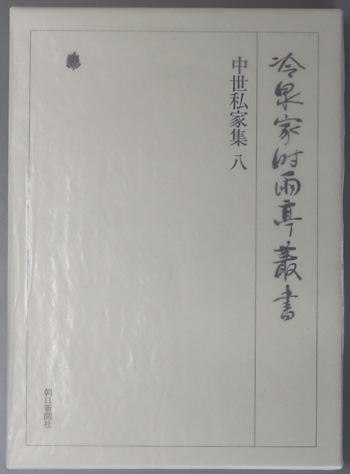 冷泉家時雨亭叢書
中世私家集 八
朝日新聞社